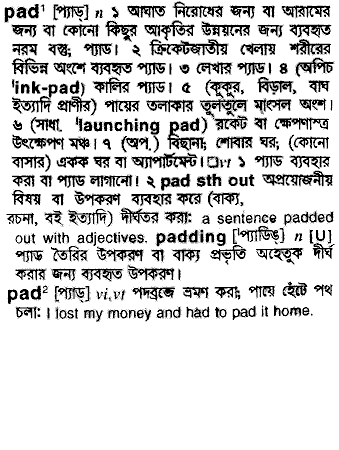 pad¹ [প্যাড্] n ১ আঘাত নিরোধের জন্য বা আরামের
জন্য বা কোনো কিছুর আকৃতির উন্নয়নের জন্য ব্যবহৃত
নরম বস্তু; প্যাড। ২ ক্রিকেটজাতীয় খেলায় শরীরের
বিভিন্ন অংশে ব্যবহৃত প্যাড। ৩ লেখার প্যাড। ৪ (অপিচ
ˈink-pad) কালির প্যাড। ৫ (কুকুর, বিড়াল, বাঘ
ইত্যাদি প্রাণীর) পায়ের তলাকার তুলতুলে মাংসল অংশ।
৬ (সাধা. ˈlaunching pad) রকেট বা ক্ষেপণাস্ত্র
উৎক্ষেপণ মঞ্চ। ৭ (অপ.) বিছানা; শোবার ঘর; (কোনো
বাসার) একক ঘর বা অ্যাপার্টমেন্ট। □vt ১ প্যাড ব্যবহার
করা বা প্যাড লাগানো। ২ pad sth out অপ্রয়োজনীয়
বিষয় বা উপকরণ ব্যবহার করে (বাক্য,
রচনা, বই ইত্যাদি) দীর্ঘতর করা: a sentence padded
out with adjectives. padding [ˈপ্যাডিঙ্] n [U]
প্যাড তৈরির উপকরণ বা বাক্য প্রভৃতি অহেতুক দীর্ঘ
করার জন্য ব্যবহৃত উপকরণ।
pad² [প্যাড্] vi,vt পদব্রজে ভ্রমণ করা; পায়ে হেঁটে পথ
চলা: I lost my money and had to pad it home.